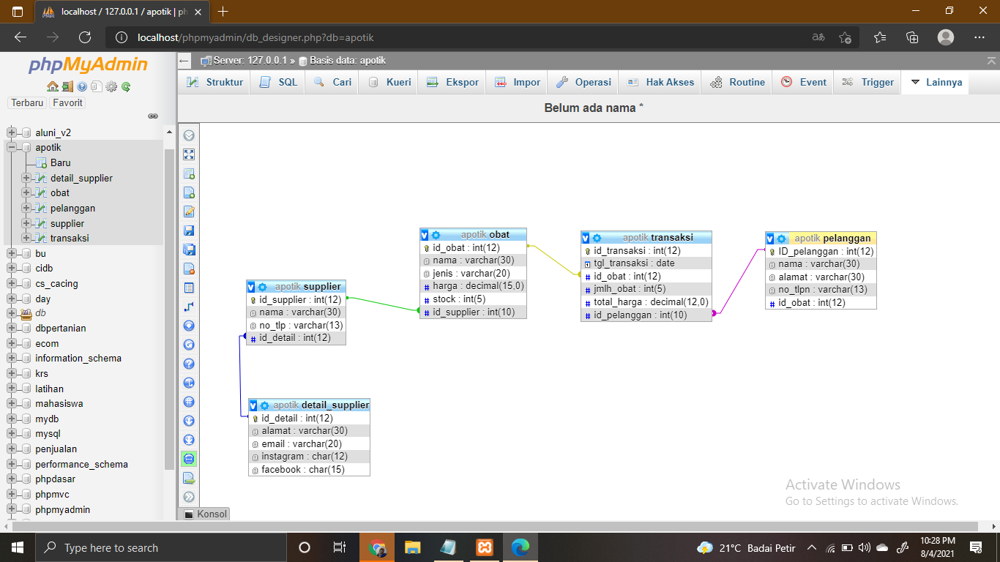 localhost / 127.0.0.1 / apotik | ph
localhost/phpmyadmin/db_designer.php?db=apotik
phpMyAdmin
Terbaru Favorit
aluni_v2
apotik
Baru
detail_supplier
obat
pelanggan
supplier
transaksi
bu
cidb
cs_cacing
day
db
dbpertanian
ecom
information_schema
krs
latihan
mahasiswa
mydb
mysql
penjualan
performance_schema
phpdasar
phpmvc
phpmyadmin
Server: 127.0.0.1 » Basis data: apotik
Struktur SQL Cari Kueri Ekspor Impor Operasi Hak Akses Routine Event Trigger Lainnya
Belum ada nama *
apotik supplier
id_supplier : int(12)
nama : varchar(30)
no_tlp : varchar(13)
id_detail : int(12)
apotik detail_supplier
id_detail : int(12)
alamat : varchar(30)
email : varchar(20)
instagram : char(12)
facebook : char(15)
apotik obat
id_obat : int(12)
nama : varchar(30)
jenis : varchar(20)
harga : decimal(15,0)
stock : int(5)
id_supplier : int(10)
apotik transaksi
id_transaksi : int(12)
tgl_transaksi : date
id_obat : int(12)
jmlh_obat : int(5)
total_harga : decimal(12,0)
id_pelanggan : int(10)
apotik pelanggan
ID_pelanggan : int(12)
nama : varchar(30)
alamat : varchar(30)
no_tlpn : varchar(13)
id_obat : int(12)
Activate Windows
Go to Settings to activate Windows.
Konsol
Type here to search
21°C Badai Petir
10:28 PM
8/4/2021